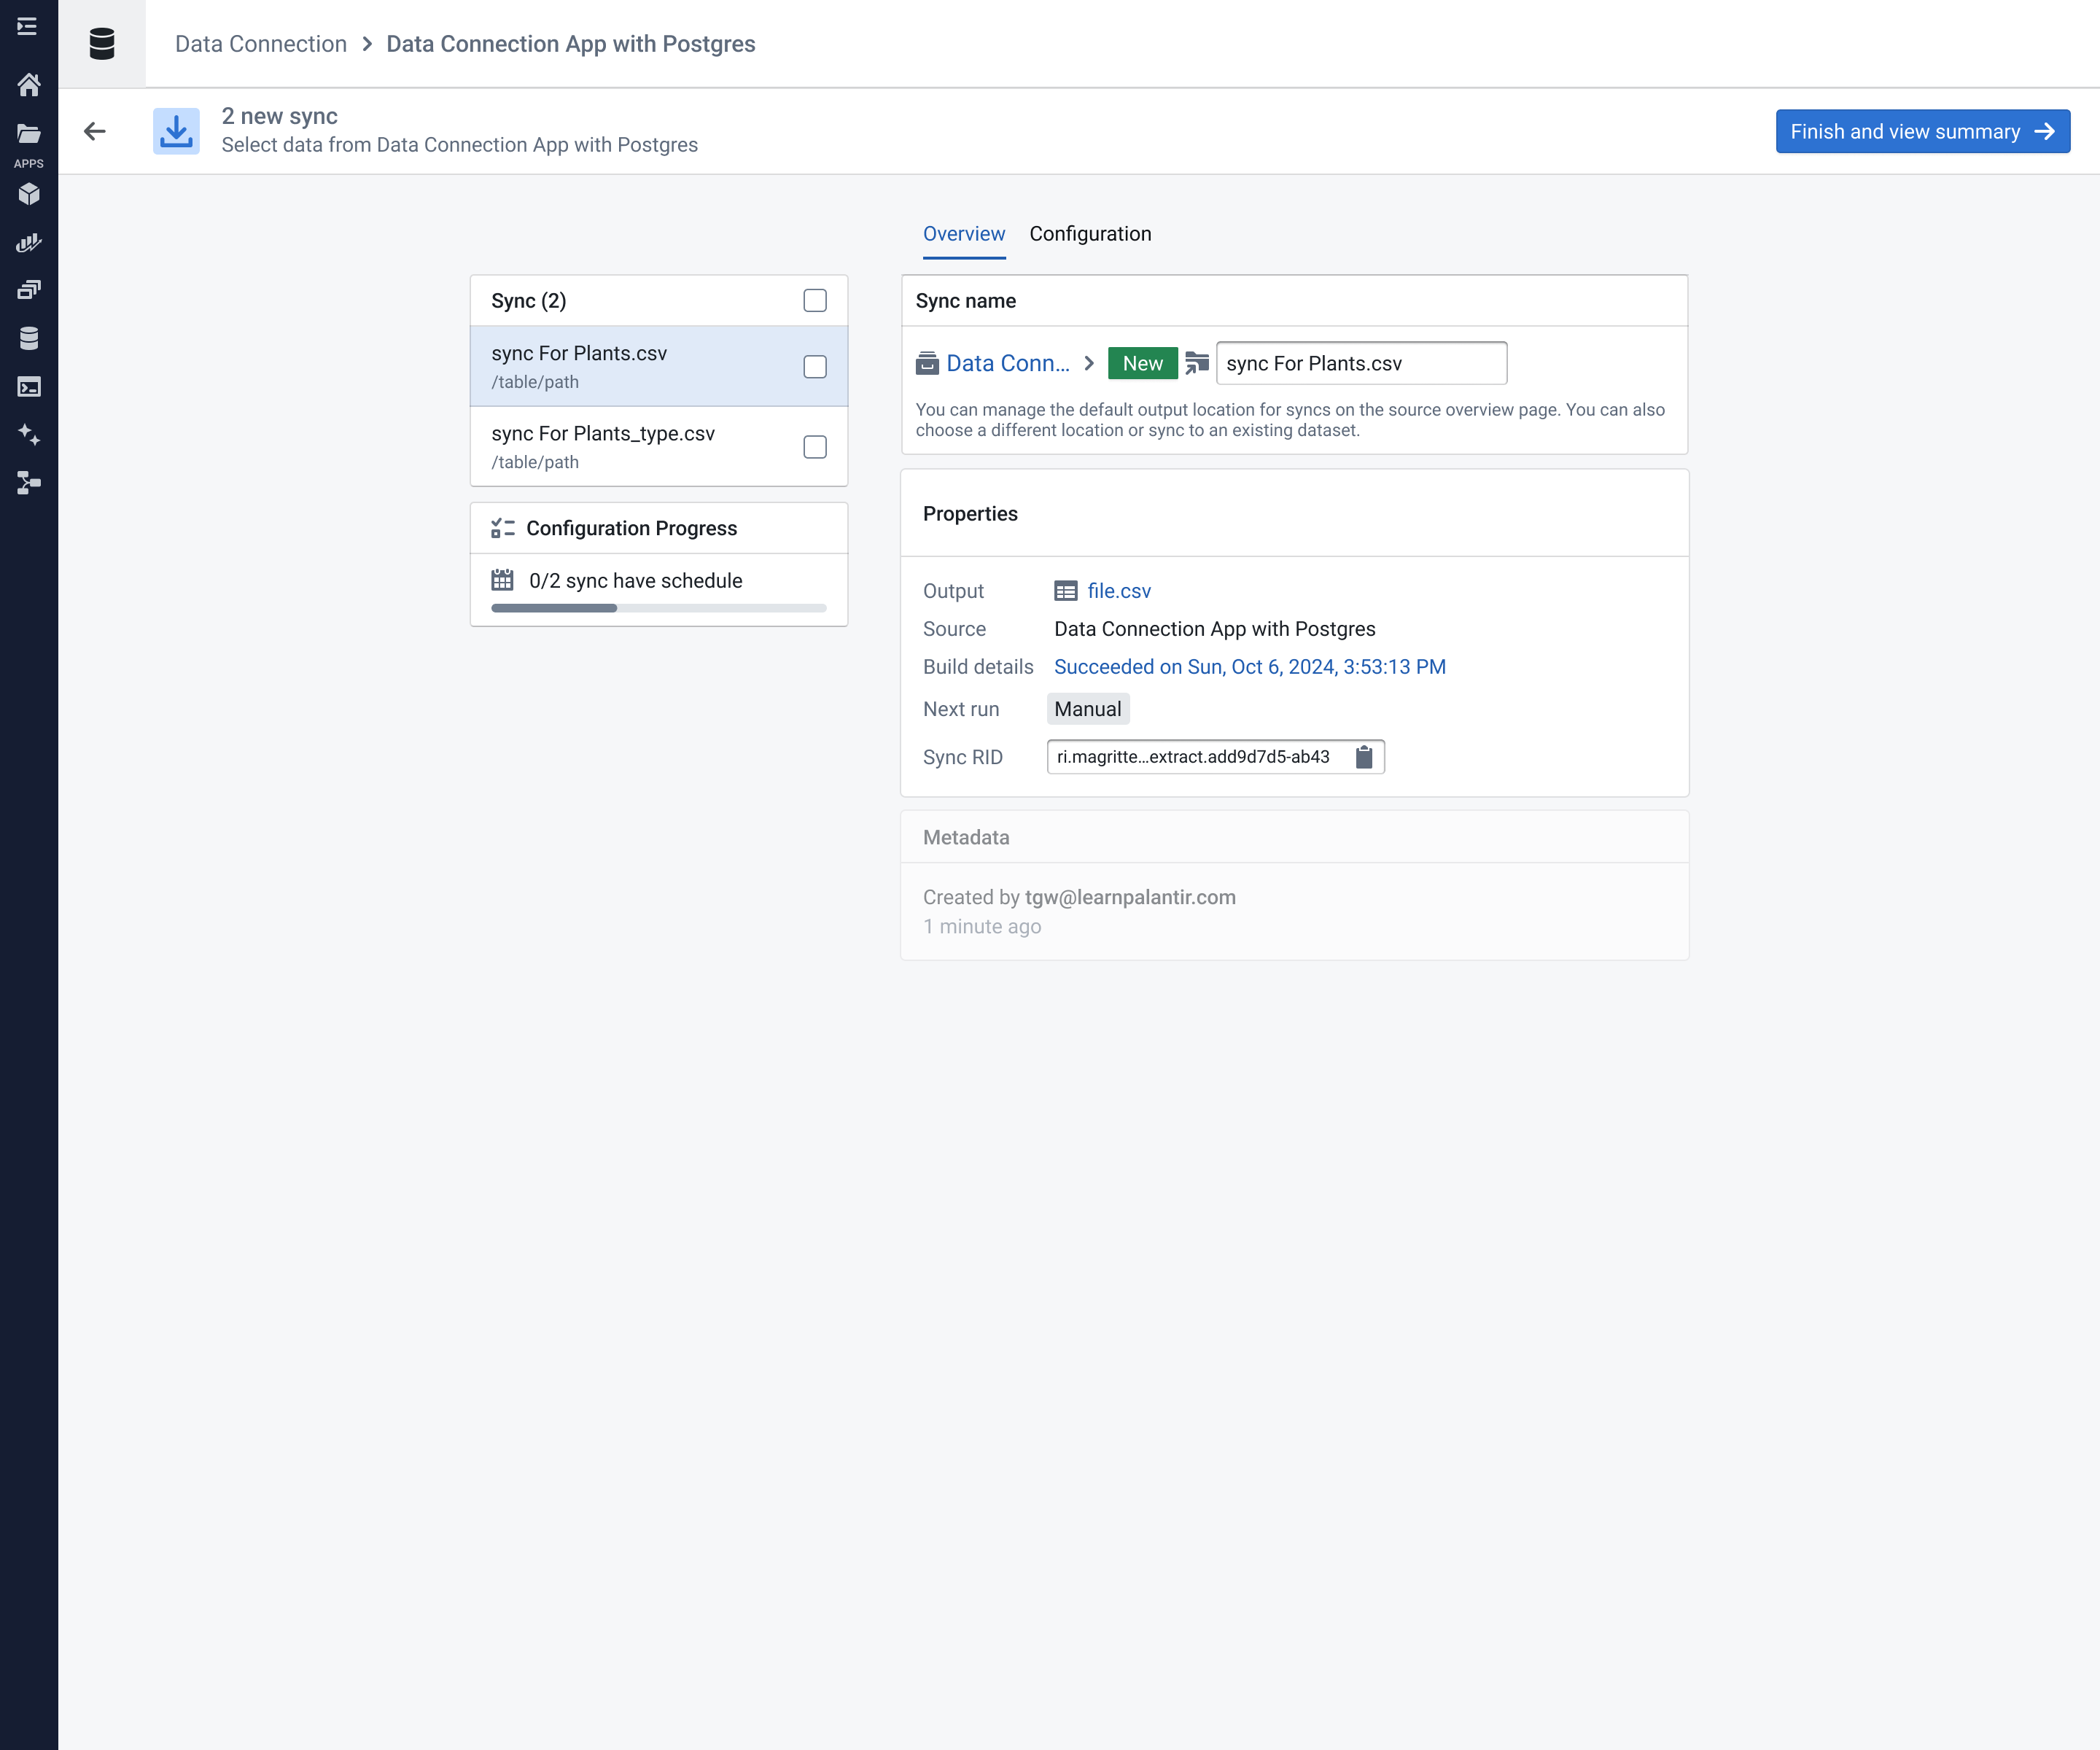 Data Connection
Data Connection App with Postgres
2 new sync
Select data from Data Connection App with Postgres
Finish and view summary
APPS
Overview
Configuration
Sync (2)
sync For Plants.csv
/table/path
sync For Plants_type.csv
/table/path
Configuration Progress
0/2 sync have schedule
Sync name
Data Conn...
New
sync For Plants.csv
You can manage the default output location for syncs on the source overview page. You can also
choose a different location or sync to an existing dataset.
Properties
Output
file.csv
Source
Data Connection App with Postgres
Build details
Succeeded on Sun, Oct 6, 2024, 3:53:13 PM
Next run
Manual
Sync RID
ri.magritte...extract.add9d7d5-ab43
Metadata
Created by tgw@learnpalantir.com
1 minute ago